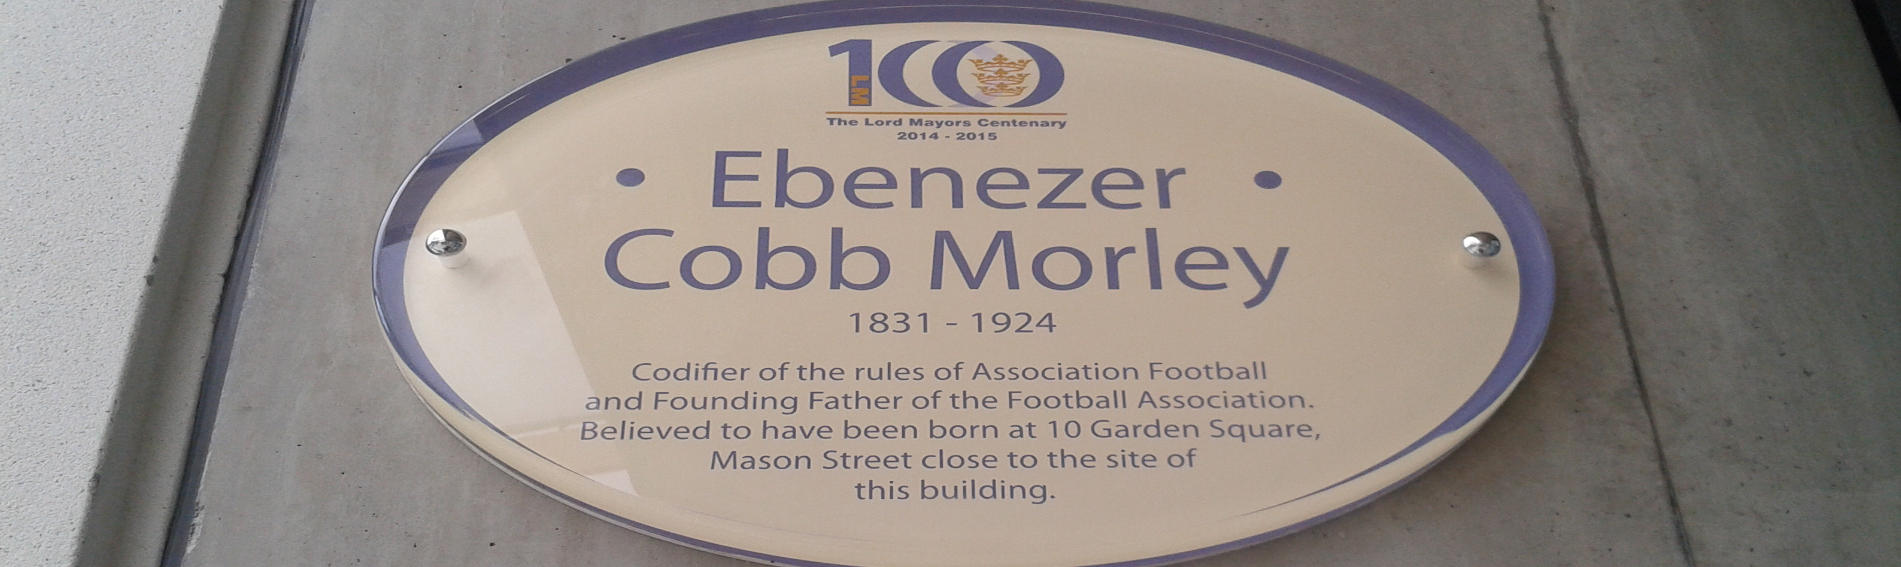 100
LM
The Lord Mayors Centenary
2014 - 2015
• Ebenezer •
Cobb Morley
1831 - 1924
Codifier of the rules of Association Football
and Founding Father of the Football Association.
Believed to have been born at 10 Garden Square,
Mason Street close to the site of
this building.